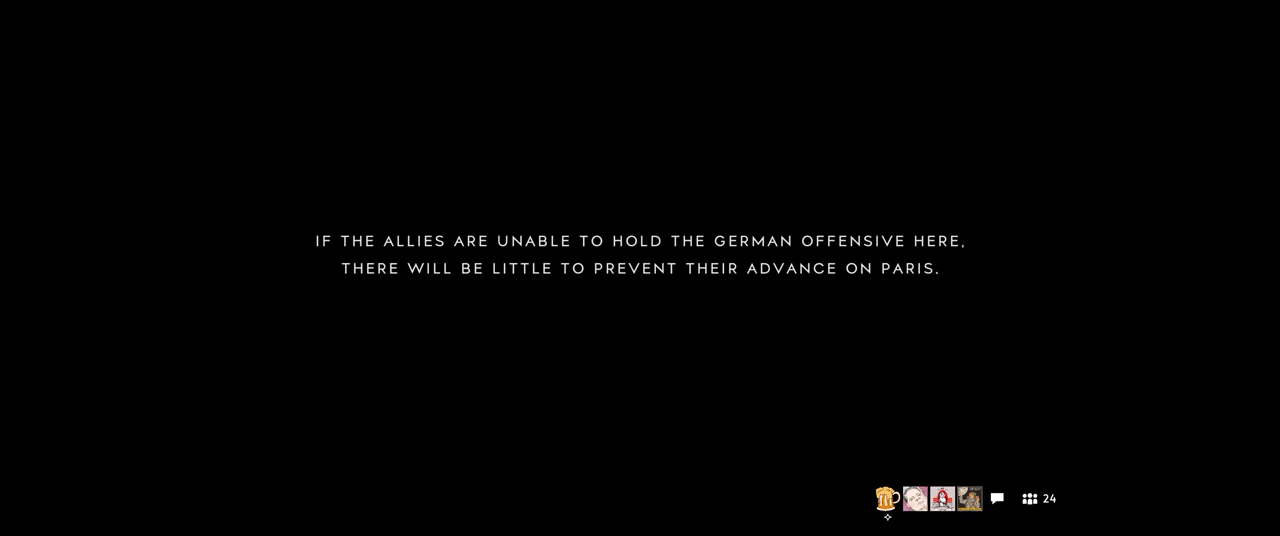 IF THE ALLIES ARE UNABLE TO HOLD THE GERMAN OFFENSIVE HERE,
THERE WILL BE LITTLE TO PREVENT THEIR ADVANCE ON PARIS.
24